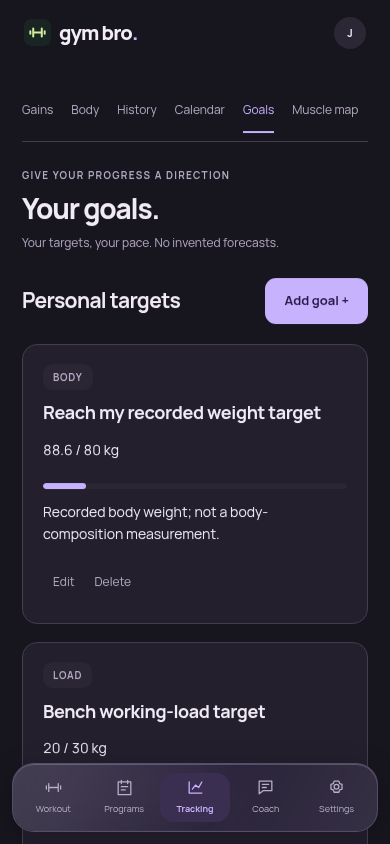 gym bro.
J
Gains Body History Calendar Goals Muscle map
GIVE YOUR PROGRESS A DIRECTION
Your goals.
Your targets, your pace. No invented forecasts.
Personal targets
Add goal +
BODY
Reach my recorded weight target
88.6 / 80 kg
Recorded body weight; not a body-
composition measurement.
Edit Delete
LOAD
Bench working-load target
20 / 30 kg
Workout Programs Tracking Coach Settings